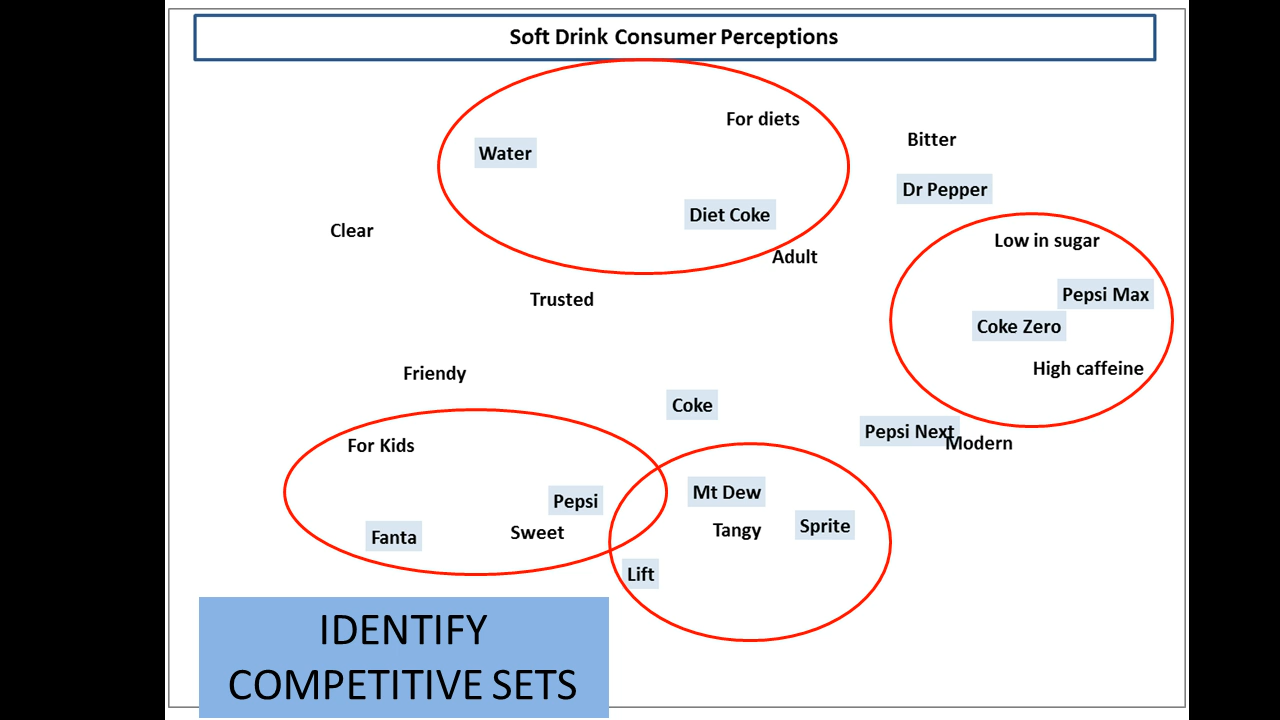 Soft Drink Consumer Perceptions
For diets
Bitter
Water
Dr Pepper
Diet Coke
Clear
Low in sugar
Adult
Pepsi Max
Trusted
Coke Zero
High caffeine
Friendy
Coke
Pepsi Next
Modern
For Kids
Mt Dew
Pepsi
Sprite
Tangy
Sweet
Fanta
Lift
IDENTIFY
COMPETITIVE SETS